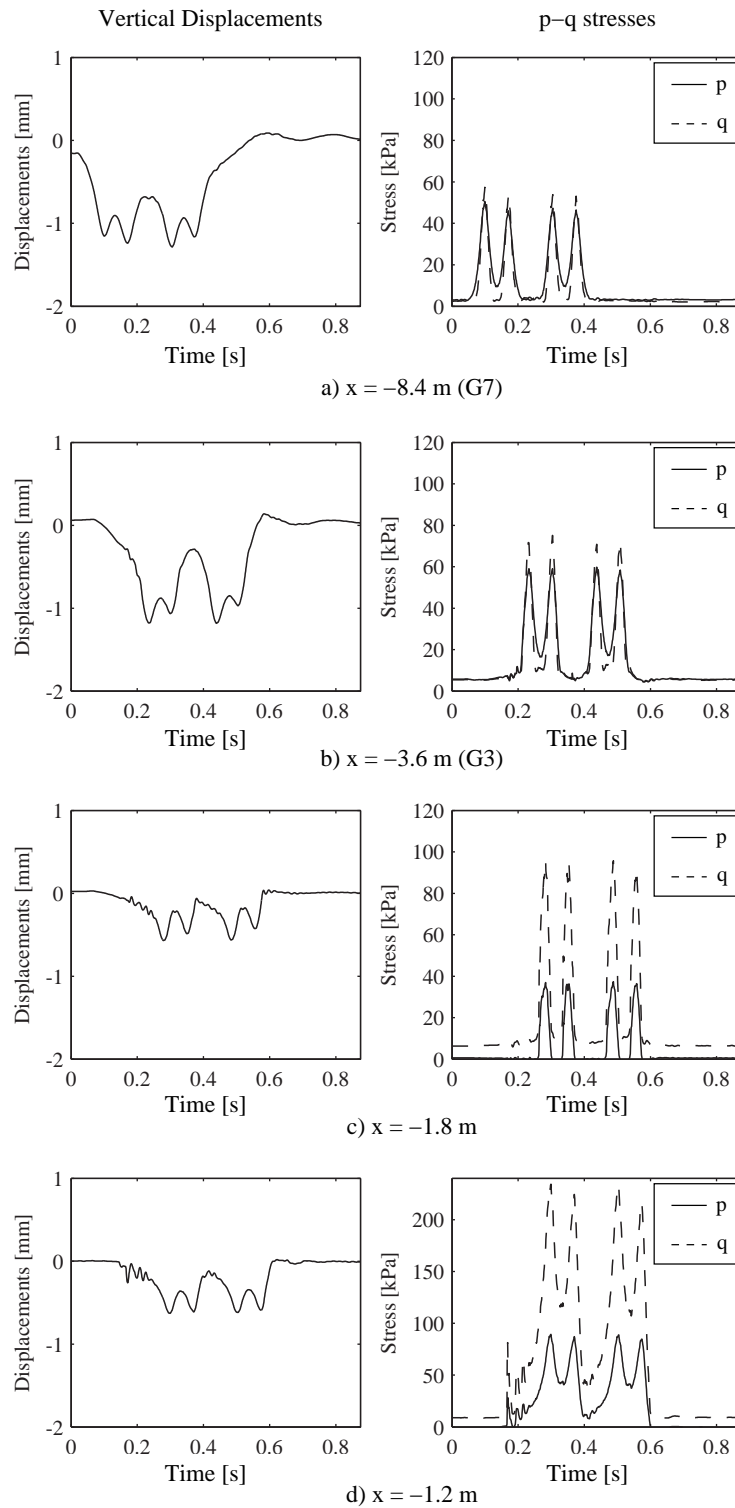 Vertical Displacements
p−q stresses
Displacements [mm]
1
0
-1
-2
0 0.2 0.4 0.6 0.8
Time [s]
Stress [kPa]
120
100
80
60
40
20
0
0 0.2 0.4 0.6 0.8
Time [s]
p
q
a) x = −8.4 m (G7)
Displacements [mm]
1
0
-1
-2
0 0.2 0.4 0.6 0.8
Time [s]
Stress [kPa]
120
100
80
60
40
20
0
0 0.2 0.4 0.6 0.8
Time [s]
p
q
b) x = −3.6 m (G3)
Displacements [mm]
1
0
-1
-2
0 0.2 0.4 0.6 0.8
Time [s]
Stress [kPa]
120
100
80
60
40
20
0
0 0.2 0.4 0.6 0.8
Time [s]
p
q
c) x = −1.8 m
Displacements [mm]
1
0
-1
-2
0 0.2 0.4 0.6 0.8
Time [s]
Stress [kPa]
200
150
100
50
0
0 0.2 0.4 0.6 0.8
Time [s]
p
q
d) x = −1.2 m